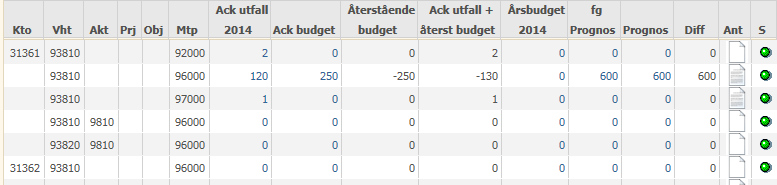 Ack utfall Återstående Ack utfall + Årsbudget fg
Kto Vht Akt Prj Obj Mtp 2014 Ack budget budget återst budget 2014 Prognos Prognos Diff Ant S
31361 93810 92000 2 0 0 2 0 0 0 0
93810 96000 120 250 -250 -130 0 600 600 600
93810 97000 1 0 0 1 0 0 0 0
93810 9810 96000 0 0 0 0 0 0 0 0
93820 9810 96000 0 0 0 0 0 0 0 0
31362 93810 96000 0 0 0 0 0 0 0 0